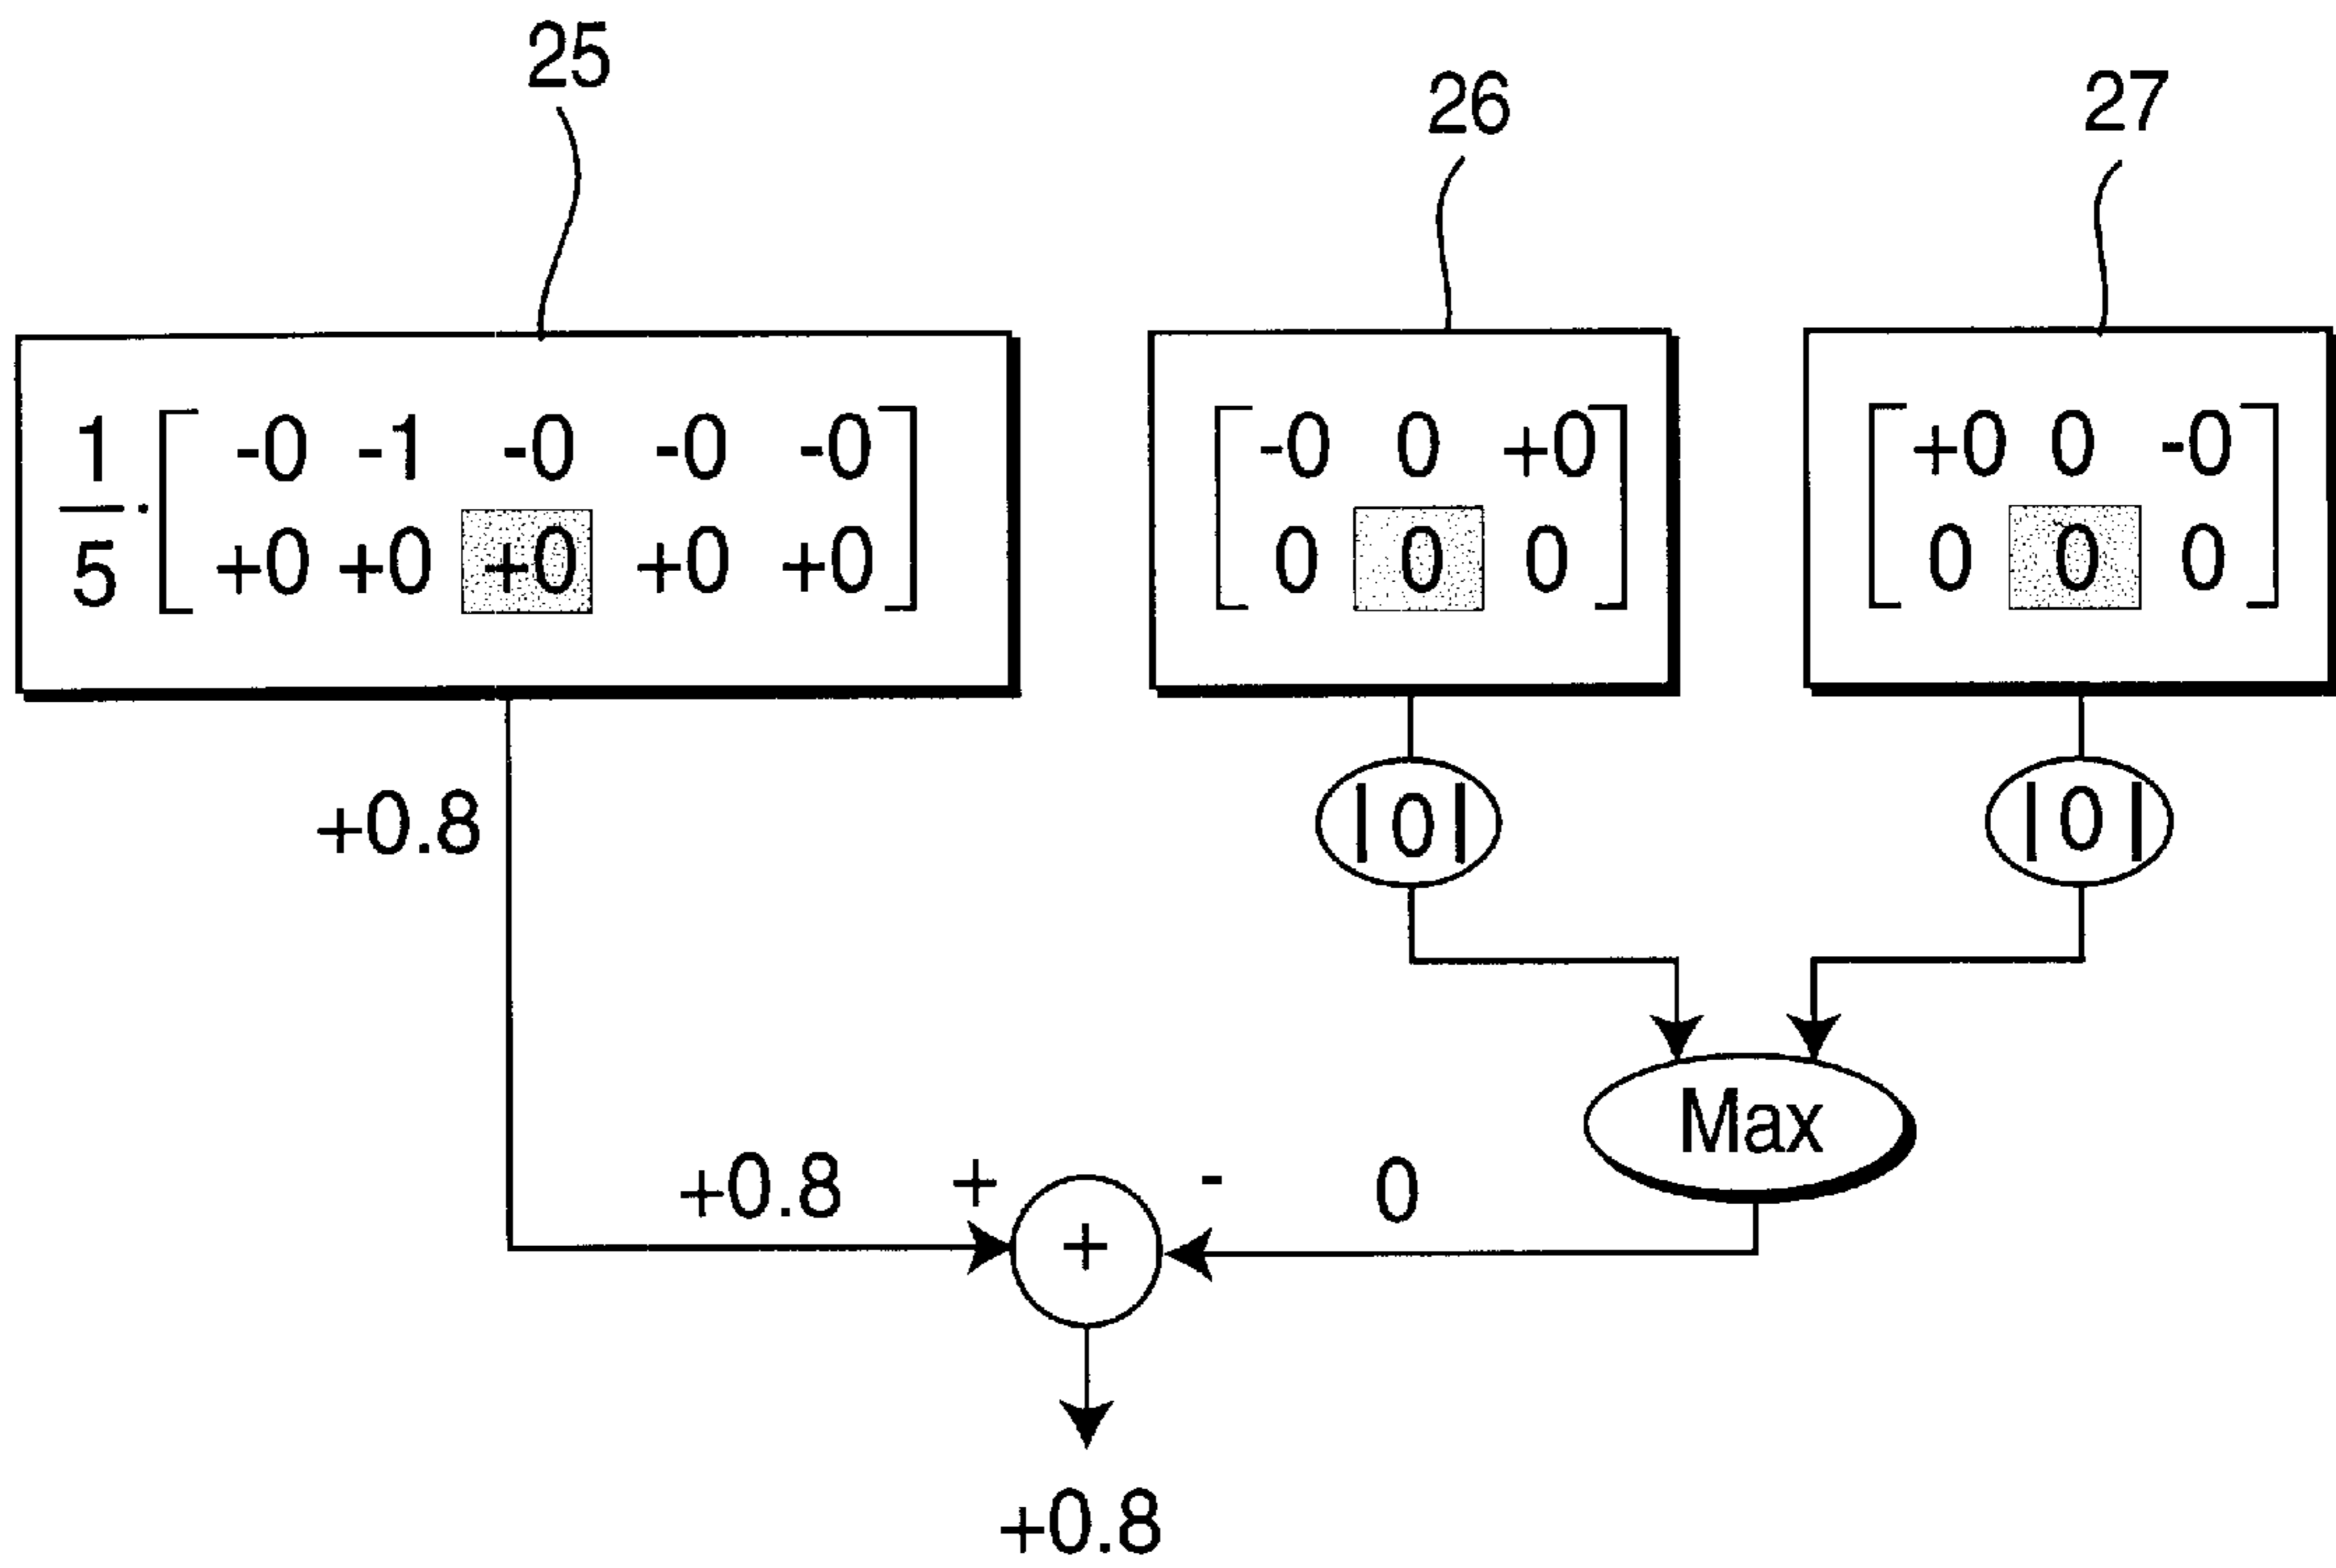 25
26
27
1/5 · [ -0 -1 -0 -0 -0
+0 +0 +0 +0 +0 ]
[ -0 0 +0
0 0 0 ]
[ +0 0 -0
0 0 0 ]
+0.8
|0|
|0|
Max
+0.8 + + - 0
+0.8